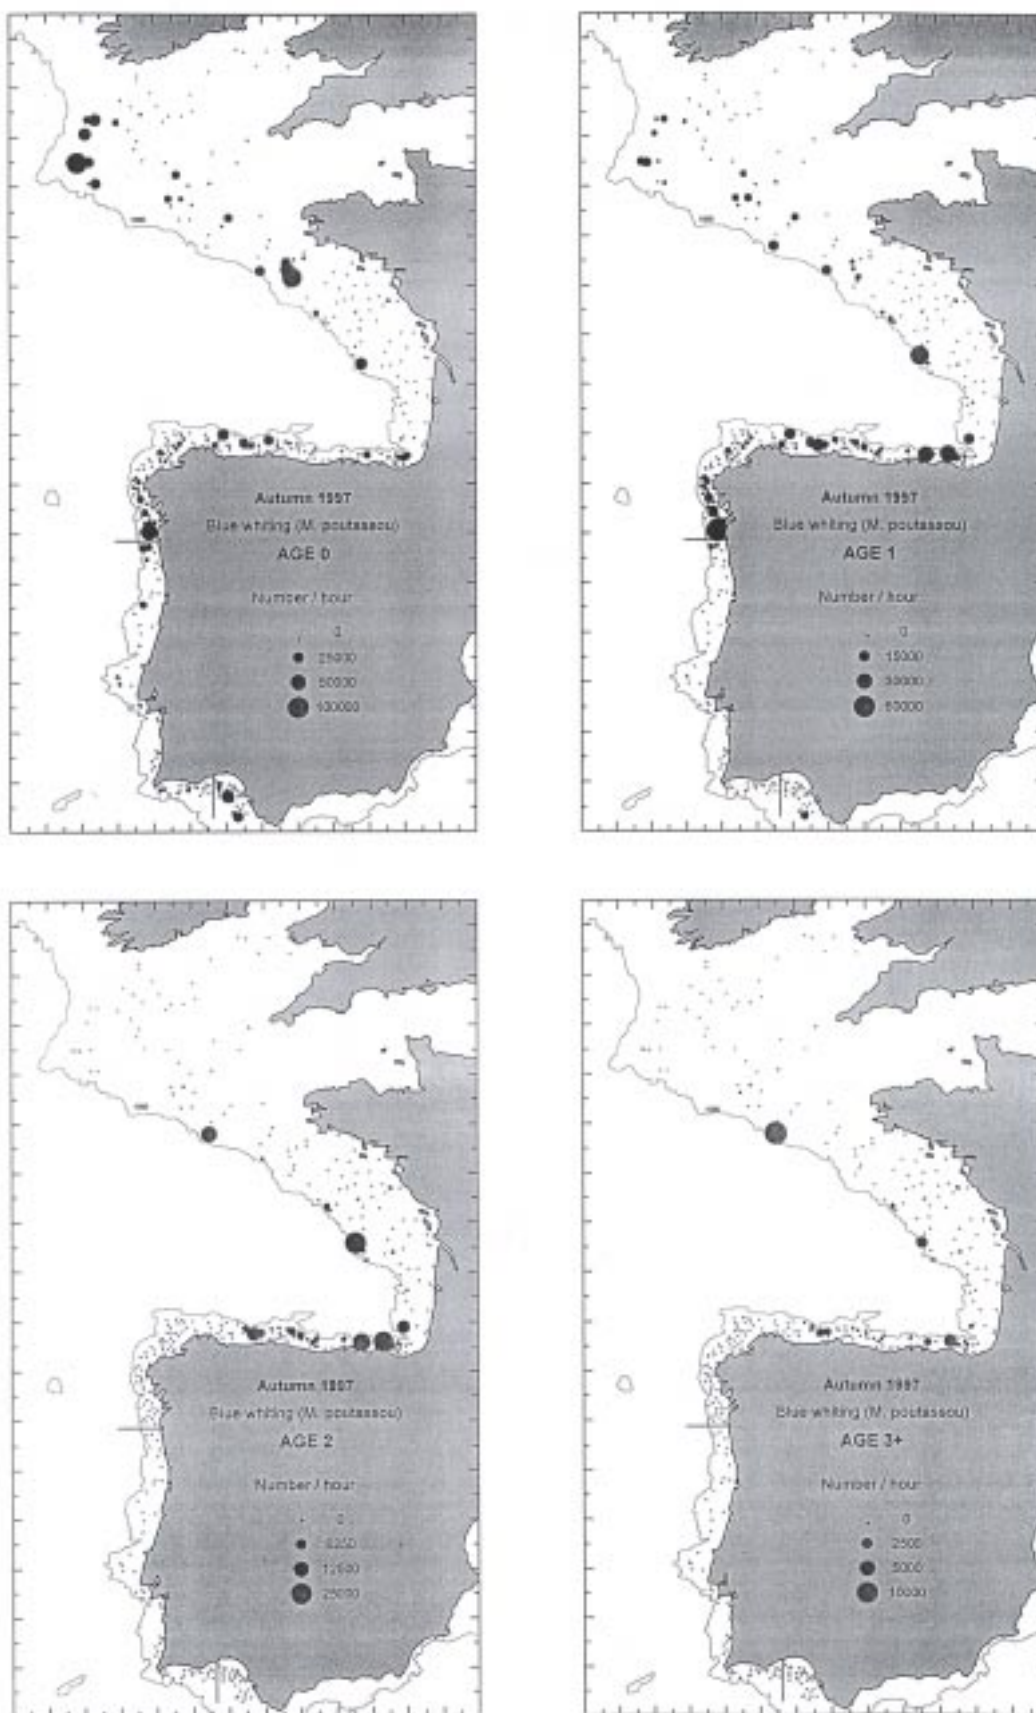 Autumn 1997
Blue whiting (M. poutassou)
AGE 0
Number / hour
0
25000
50000
100000
Autumn 1997
Blue whiting (M. poutassou)
AGE 1
Number / hour
0
15000
30000
60000
Autumn 1997
Blue whiting (M. poutassou)
AGE 2
Number / hour
0
6250
12500
25000
Autumn 1997
Blue whiting (M. poutassou)
AGE 3+
Number / hour
0
2500
5000
10000